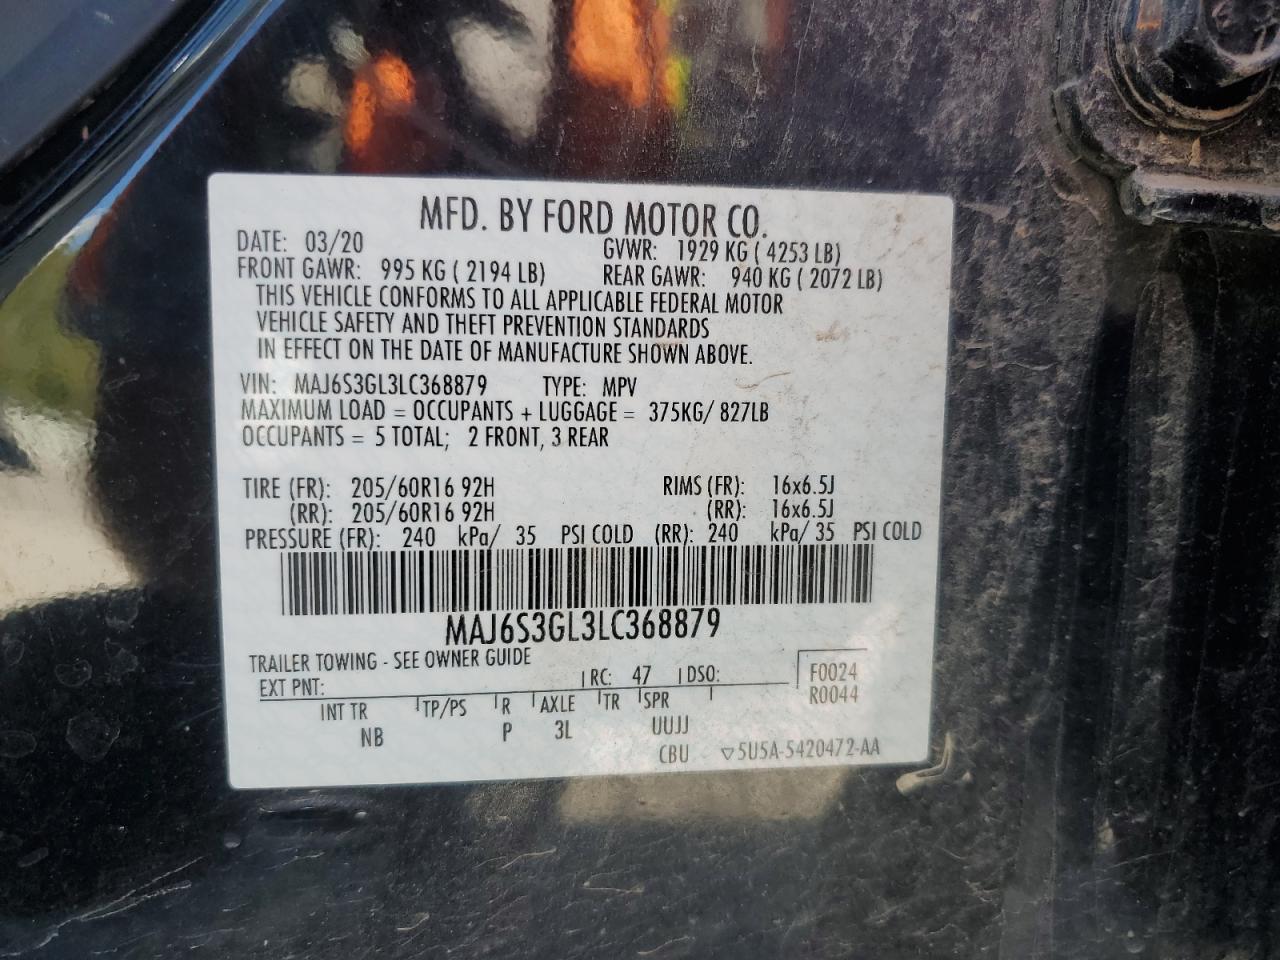 MFD. BY FORD MOTOR CO.
DATE: 03/20 GVWR: 1929 KG ( 4253 LB)
FRONT GAWR: 995 KG ( 2194 LB) REAR GAWR: 940 KG ( 2072 LB)
THIS VEHICLE CONFORMS TO ALL APPLICABLE FEDERAL MOTOR
VEHICLE SAFETY AND THEFT PREVENTION STANDARDS
IN EFFECT ON THE DATE OF MANUFACTURE SHOWN ABOVE.
VIN: MAJ6S3GL3LC368879 TYPE: MPV
MAXIMUM LOAD = OCCUPANTS + LUGGAGE = 375KG/ 827LB
OCCUPANTS = 5 TOTAL; 2 FRONT, 3 REAR
TIRE (FR): 205/60R16 92H RIMS (FR): 16x6.5J
(RR): 205/60R16 92H (RR): 16x6.5J
PRESSURE (FR): 240 kPa/ 35 PSI COLD (RR): 240 kPa/ 35 PSI COLD
MAJ6S3GL3LC368879
TRAILER TOWING - SEE OWNER GUIDE
EXT PNT: RC: 47 DSO: F0024
R0044
INT TR TP/PS R AXLE TR SPR
NB P 3L UUJJ
CBU ▽5U5A-5420472-AA